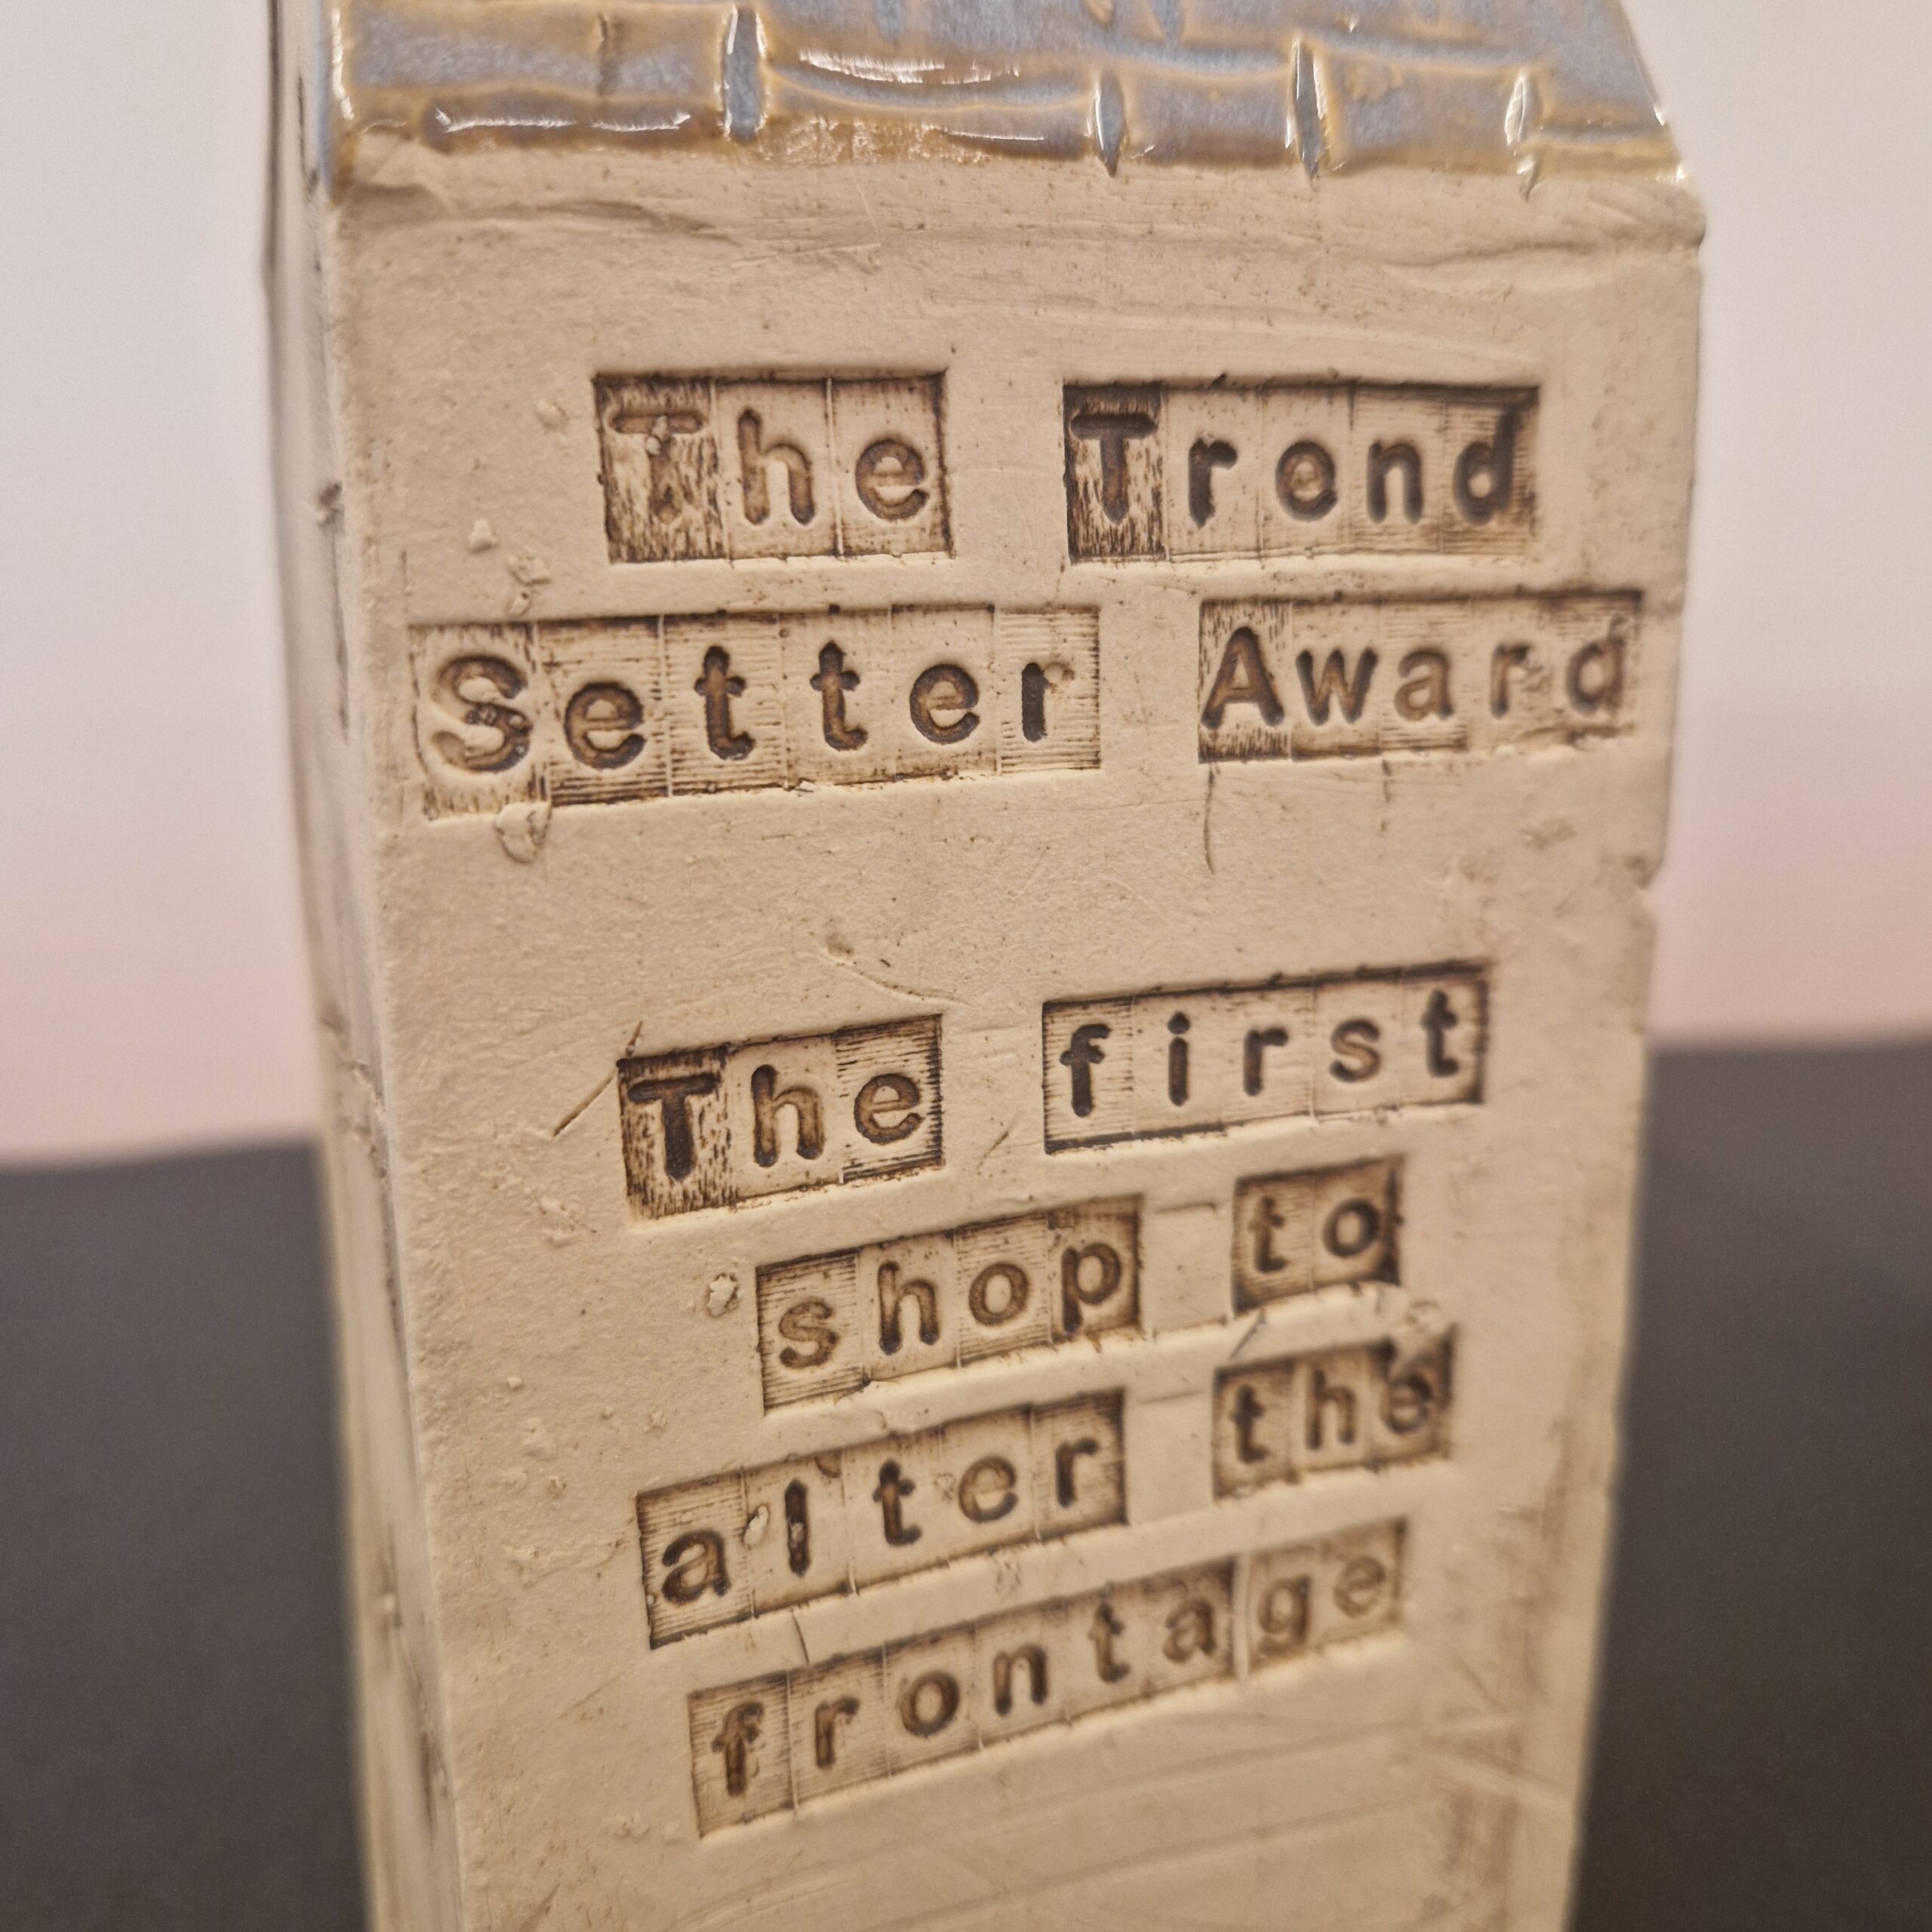 The Trend
Setter Award
The first
shop to
alter the
frontage